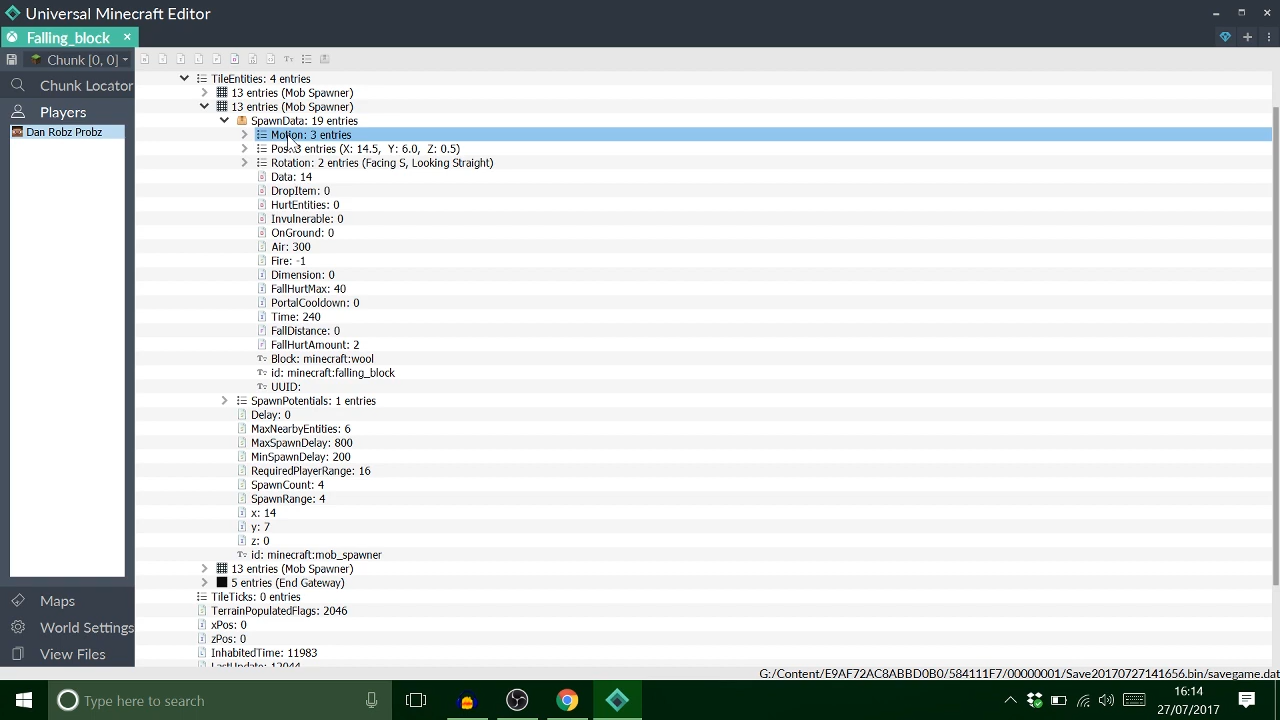 Universal Minecraft Editor
Falling_block
Chunk [0, 0]
Chunk Locator
Players
Dan Robz Probz
TileEntities: 4 entries
13 entries (Mob Spawner)
13 entries (Mob Spawner)
SpawnData: 19 entries
Motion: 3 entries
Pos: 3 entries (X: 14.5, Y: 6.0, Z: 0.5)
Rotation: 2 entries (Facing S, Looking Straight)
Data: 14
DropItem: 0
HurtEntities: 0
Invulnerable: 0
OnGround: 0
Air: 300
Fire: -1
Dimension: 0
FallHurtMax: 40
PortalCooldown: 0
Time: 240
FallDistance: 0
FallHurtAmount: 2
Block: minecraft:wool
id: minecraft:falling_block
UUID:
SpawnPotentials: 1 entries
Delay: 0
MaxNearbyEntities: 6
MaxSpawnDelay: 800
MinSpawnDelay: 200
RequiredPlayerRange: 16
SpawnCount: 4
SpawnRange: 4
x: 14
y: 7
z: 0
id: minecraft:mob_spawner
13 entries (Mob Spawner)
5 entries (End Gateway)
TileTicks: 0 entries
TerrainPopulatedFlags: 2046
xPos: 0
zPos: 0
InhabitedTime: 11983
LastUpdate: 12044
Maps
World Settings
View Files
G:/Content/E9AF72AC8ABBD0B0/584111F7/00000001/Save20170727141656.bin/savegame.dat
Type here to search
16:14
27/07/2017